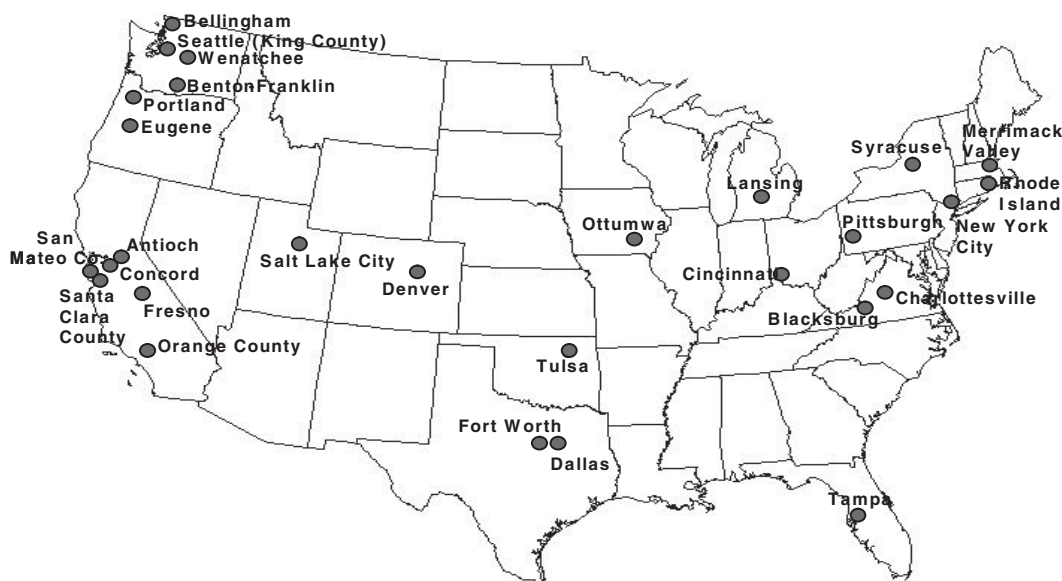 Bellingham
Seattle (King County)
Wenatchee
Benton-Franklin
Portland
Eugene
Merrimack
Valley
Syracuse
Rhode
Island
Lansing
New York
City
Ottumwa
Pittsburgh
San
Mateo Co.
Antioch
Concord
Salt Lake City
Cincinnati
Denver
Santa
Clara
County
Fresno
Charlottesville
Blacksburg
Orange County
Tulsa
Fort Worth
Dallas
Tampa